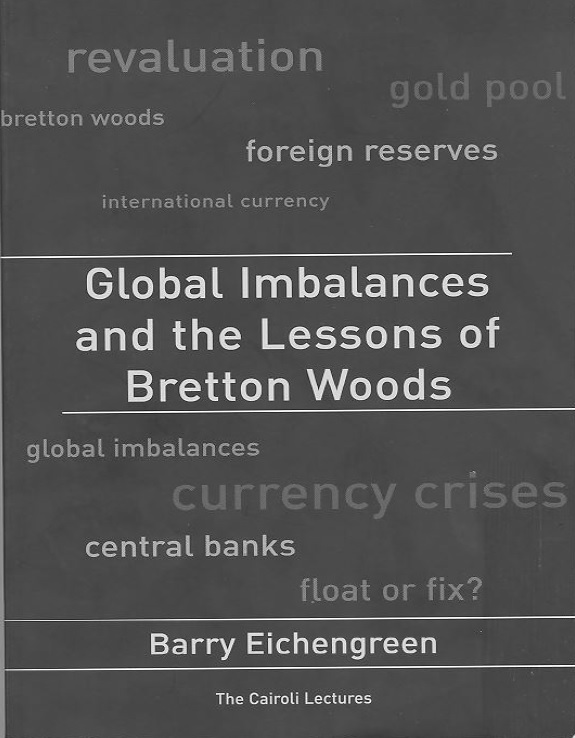 revaluation
gold pool
bretton woods
foreign reserves
international currency
Global Imbalances
and the Lessons of
Bretton Woods
global imbalances
currency crises
central banks
float or fix?
Barry Eichengreen
The Cairoli Lectures